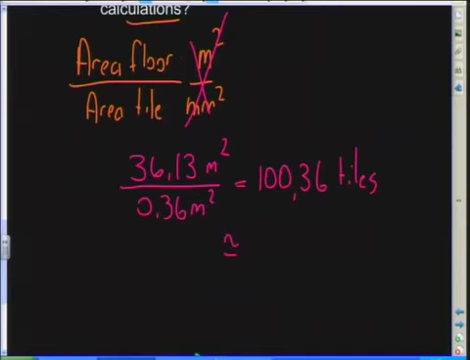 calculations?
Area floor m²
Area tile mm²
36,13 m²
0,36 m² = 100,36 tiles
≃